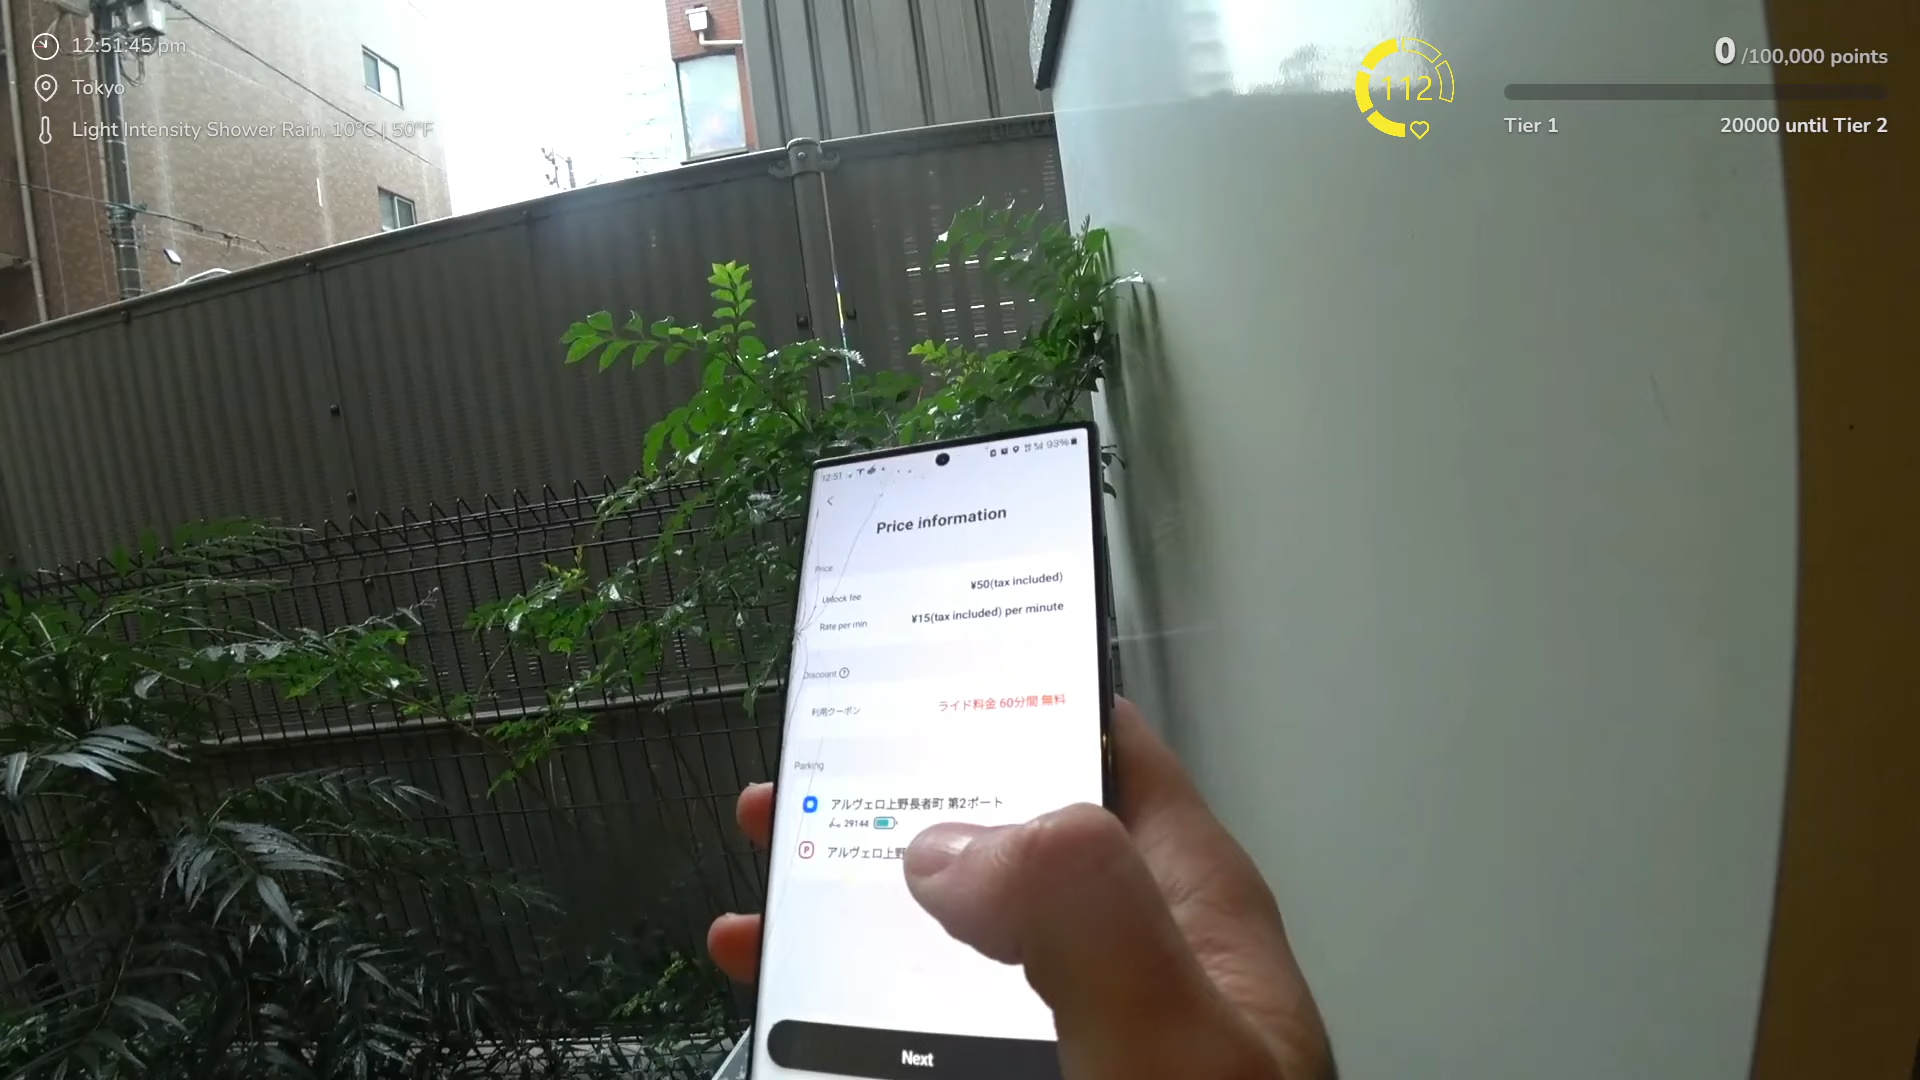 12:51:45 pm
Tokyo
Light Intensity Shower Rain. 10°C | 50°F
112
0 /100,000 points
Tier 1
20000 until Tier 2
12:51
93%
Price information
Price
Unlock fee
¥50(tax included)
Rate per min
¥15(tax included) per minute
Discount
利用クーポン
ライド料金 60分間 無料
Parking
アルヴェロ上野長者町 第2ポート
29144
P
アルヴェロ上野
Next